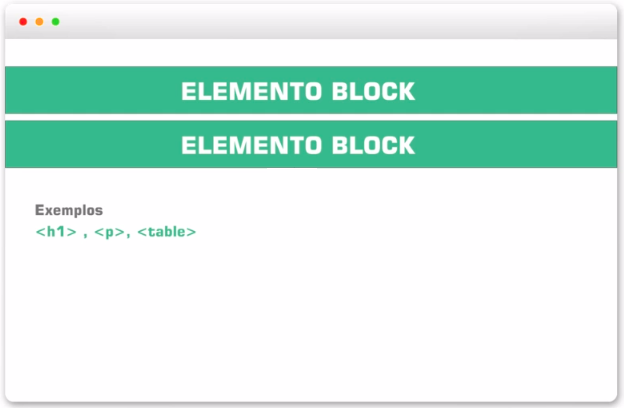 ELEMENTO BLOCK
ELEMENTO BLOCK
Exemplos
<h1> , <p>, <table>